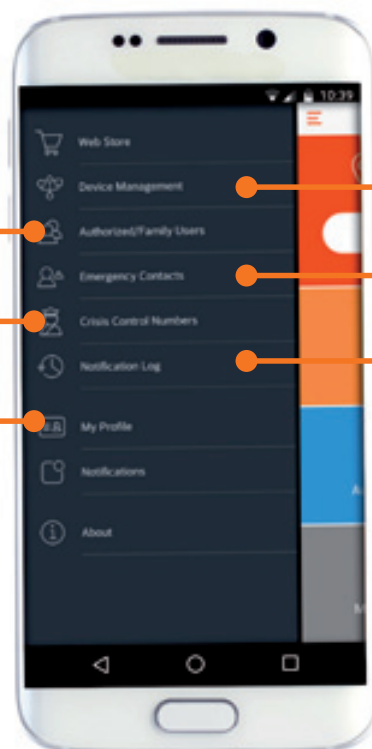 10:39
Web Store
Device Management
Authorized/Family Users
Emergency Contacts
Crisis Control Numbers
Notification Log
My Profile
Notifications
About